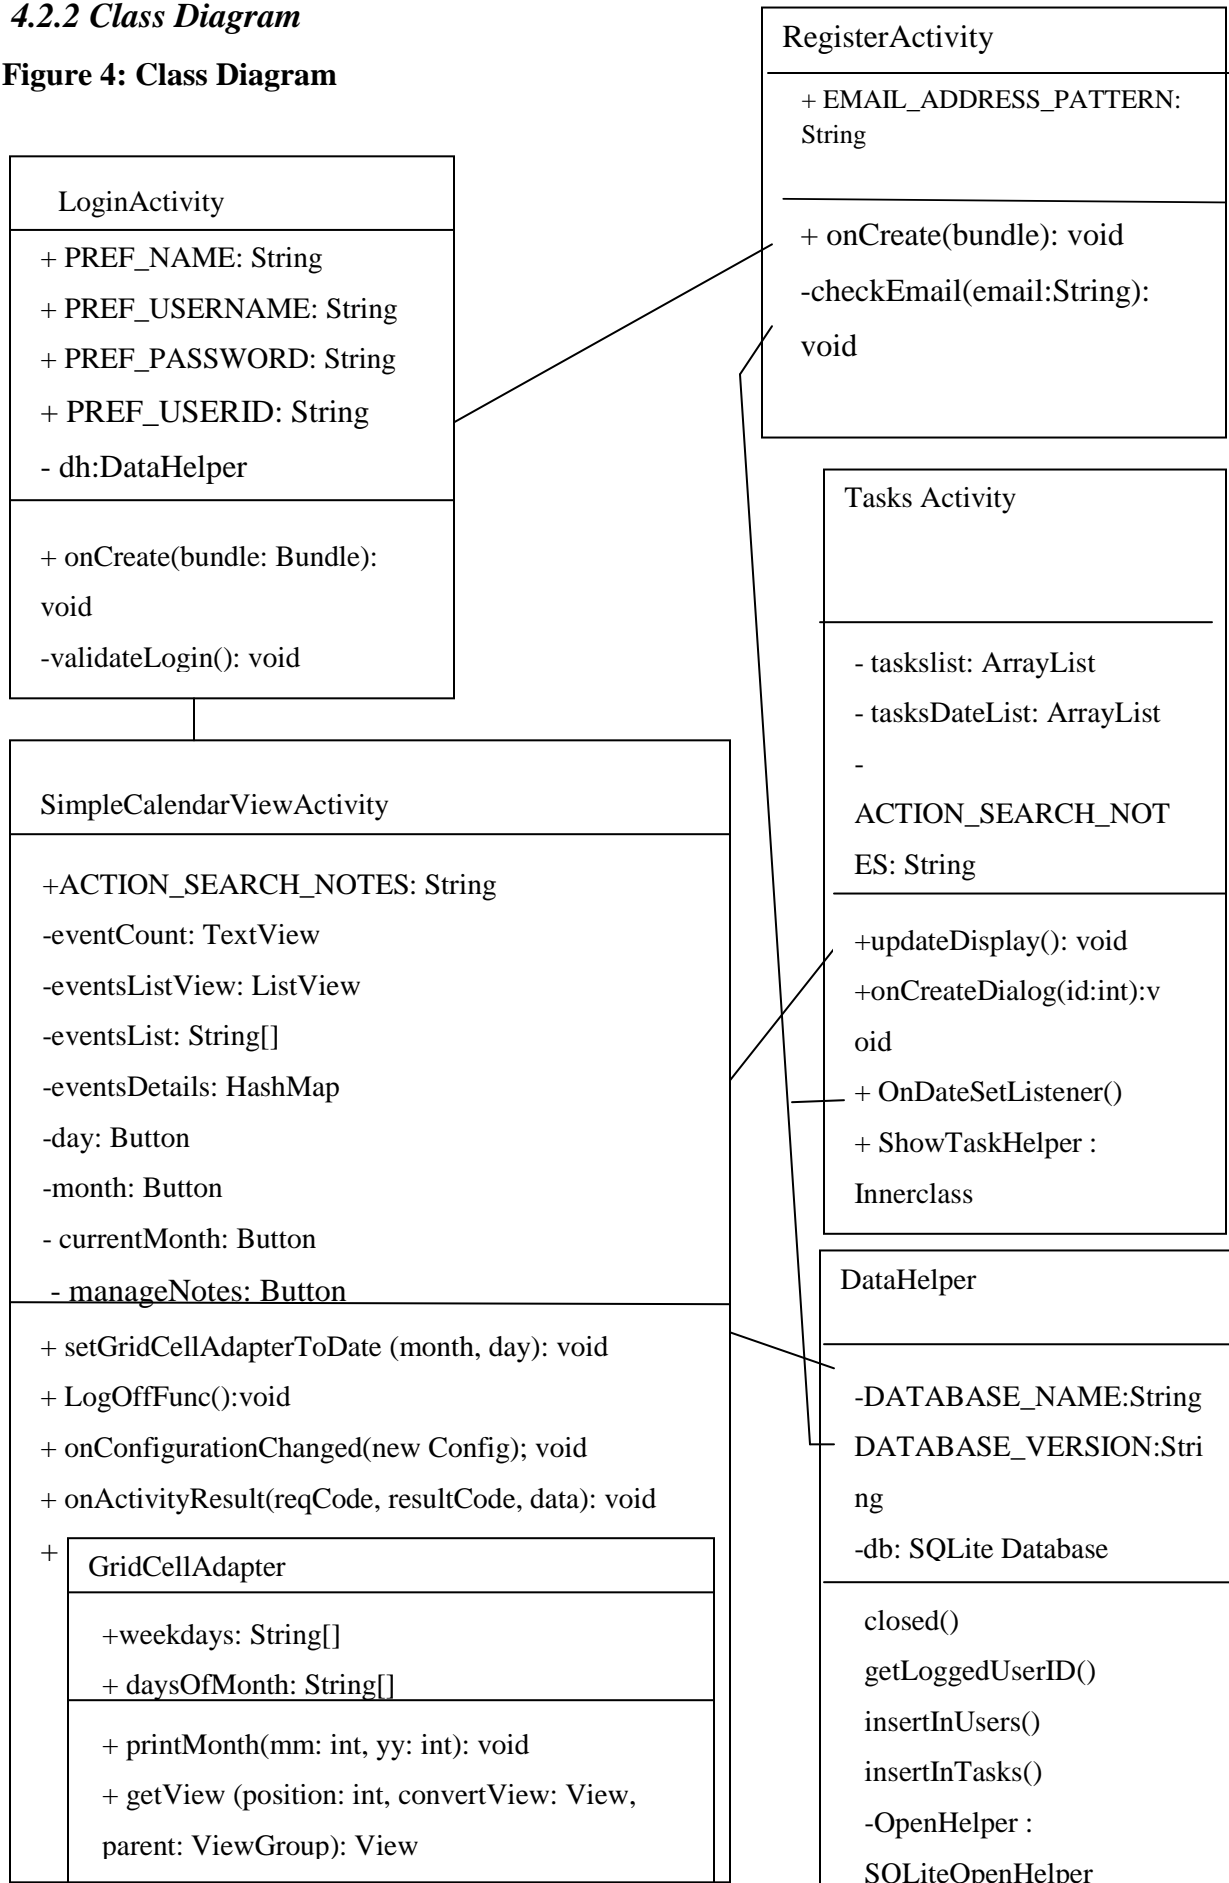 4.2.2 Class Diagram
Figure 4: Class Diagram
RegisterActivity
+ EMAIL_ADDRESS_PATTERN:
String
+ onCreate(bundle): void
-checkEmail(email:String):
void
LoginActivity
+ PREF_NAME: String
+ PREF_USERNAME: String
+ PREF_PASSWORD: String
+ PREF_USERID: String
- dh:DataHelper
+ onCreate(bundle: Bundle):
void
-validateLogin(): void
Tasks Activity
- taskslist: ArrayList
- tasksDateList: ArrayList
-
ACTION_SEARCH_NOT
ES: String
+updateDisplay(): void
+onCreateDialog(id:int):v
oid
+ OnDateSetListener()
+ ShowTaskHelper :
Innerclass
SimpleCalendarViewActivity
+ACTION_SEARCH_NOTES: String
-eventCount: TextView
-eventsListView: ListView
-eventsList: String[]
-eventsDetails: HashMap
-day: Button
-month: Button
- currentMonth: Button
- manageNotes: Button
+ setGridCellAdapterToDate (month, day): void
+ LogOffFunc():void
+ onConfigurationChanged(new Config); void
+ onActivityResult(reqCode, resultCode, data): void
+
GridCellAdapter
+weekdays: String[]
+ daysOfMonth: String[]
+ printMonth(mm: int, yy: int): void
+ getView (position: int, convertView: View,
parent: ViewGroup): View
DataHelper
-DATABASE_NAME:String
DATABASE_VERSION:Stri
ng
-db: SQLite Database
closed()
getLoggedUserID()
insertInUsers()
insertInTasks()
-OpenHelper :
SQLiteOpenHelper